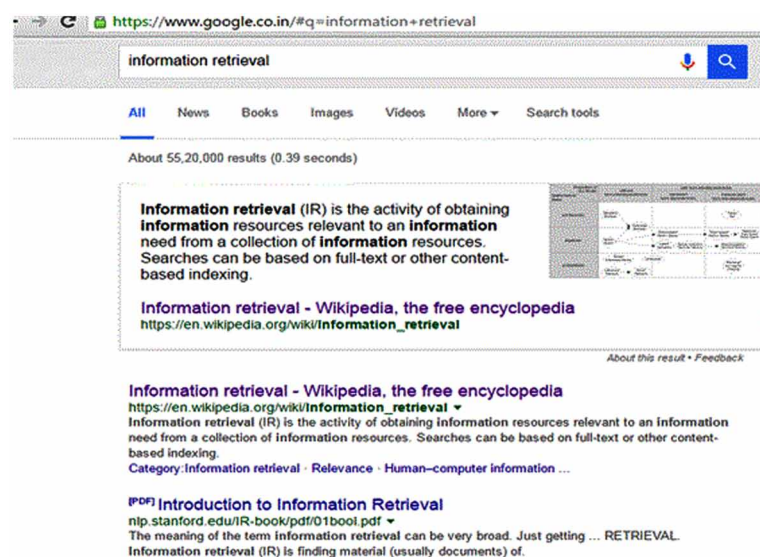 https://www.google.co.in/#q=information+retrieval
information retrieval
All News Books Images Videos More Search tools
About 55,20,000 results (0.39 seconds)
Information retrieval (IR) is the activity of obtaining
information resources relevant to an information
need from a collection of information resources.
Searches can be based on full-text or other content-
based indexing.
Information retrieval - Wikipedia, the free encyclopedia
https://en.wikipedia.org/wiki/Information_retrieval
About this result • Feedback
Information retrieval - Wikipedia, the free encyclopedia
https://en.wikipedia.org/wiki/Information_retrieval
Information retrieval (IR) is the activity of obtaining information resources relevant to an information
need from a collection of information resources. Searches can be based on full-text or other content-
based indexing.
Category:Information retrieval · Relevance · Human–computer information ...
[PDF] Introduction to Information Retrieval
nlp.stanford.edu/IR-book/pdf/01bool.pdf
The meaning of the term information retrieval can be very broad. Just getting ... RETRIEVAL.
Information retrieval (IR) is finding material (usually documents) of.